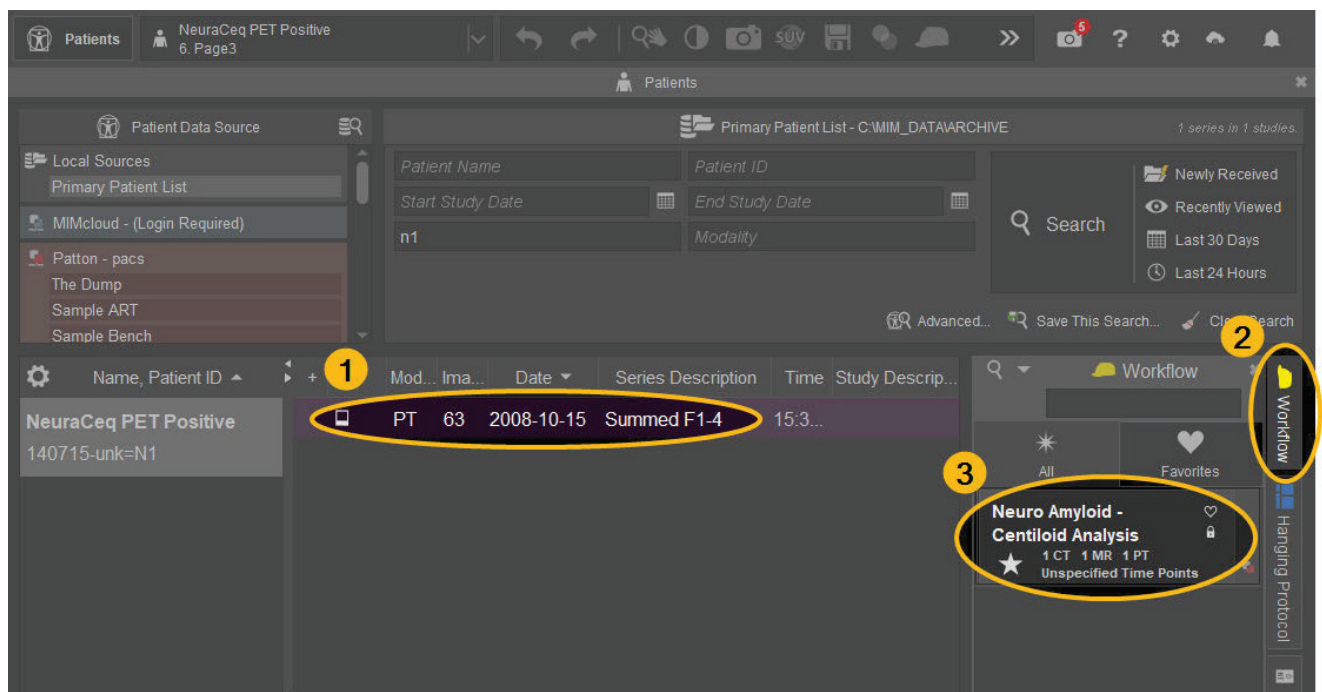 Patients
NeuraCeq PET Positive
6. Page3
SUV
5
?
Patients
Patient Data Source
Primary Patient List - C:\MIM_DATA\ARCHIVE
1 series in 1 studies.
Local Sources
Primary Patient List
MIMcloud - (Login Required)
Patton - pacs
The Dump
Sample ART
Sample Bench
Patient Name
Patient ID
Start Study Date
End Study Date
n1
Modality
Search
Newly Received
Recently Viewed
Last 30 Days
Last 24 Hours
Advanced...
Save This Search...
Search
2
Name, Patient ID
+
1
Mod... Ima... Date Series Description Time Study Descrip...
Workflow
Workflow
NeuraCeq PET Positive
140715-unk=N1
PT 63 2008-10-15 Summed F1-4 15:3...
All
Favorites
3
Neuro Amyloid -
Centiloid Analysis
1 CT 1 MR 1 PT
Unspecified Time Points
Hanging Protocol